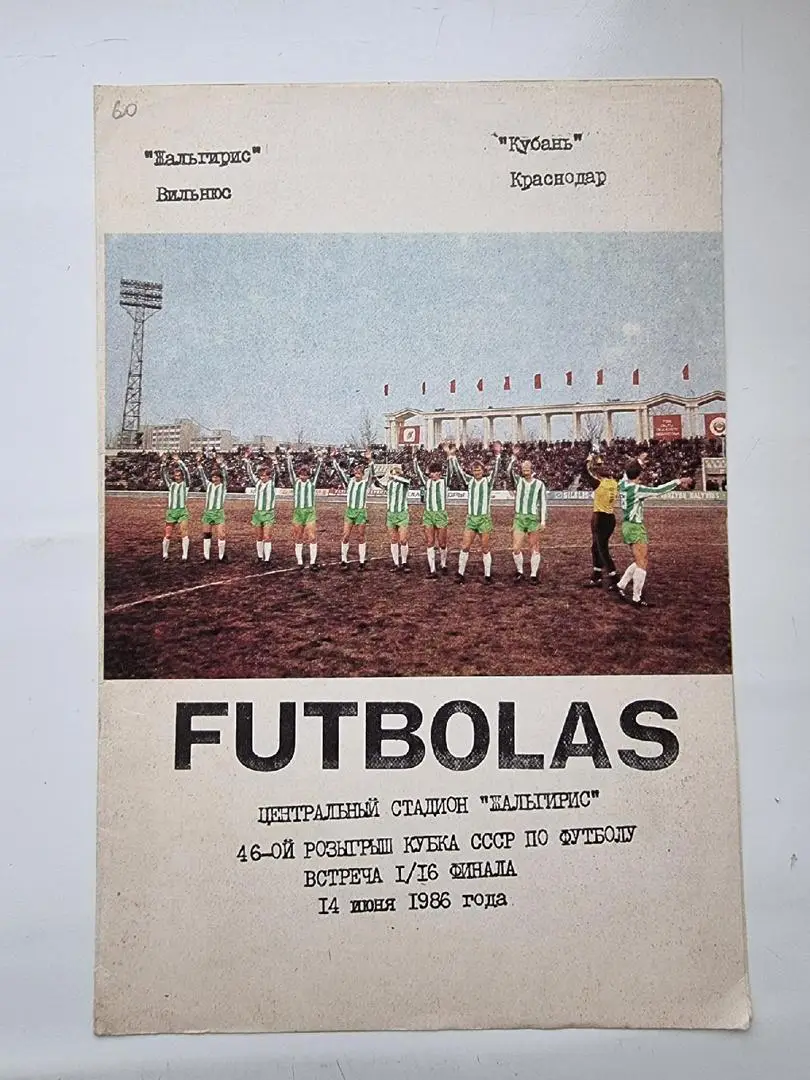 60
"Жальгирис"
Вильнюс
"Кубань"
Краснодар
FUTBOLAS
ЦЕНТРАЛЬНЫЙ СТАДИОН "ЖАЛЬГИРИС"
46-ОЙ РОЗЫГРЫШ КУБКА СССР ПО ФУТБОЛУ
ВСТРЕЧА I/I6 ФИНАЛА
I4 июня I986 года